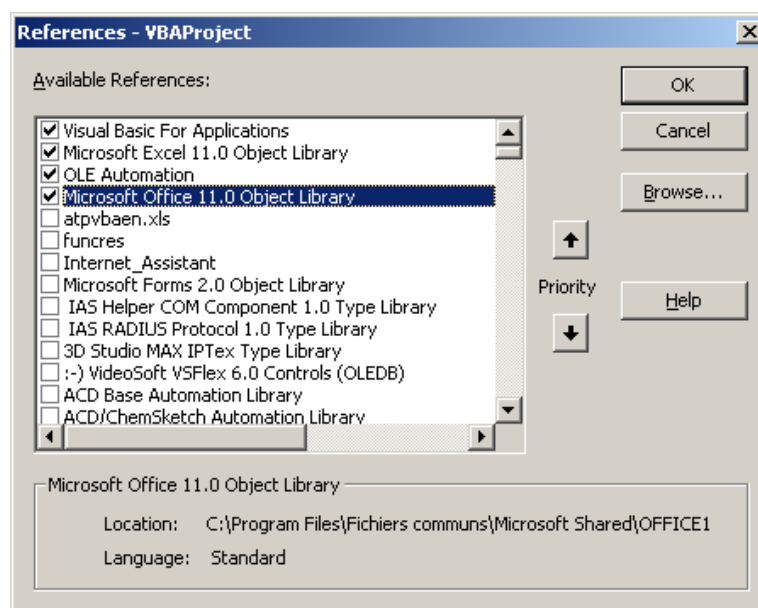 References - VBAProject
Available References:
OK
Cancel
Browse...
Help
Visual Basic For Applications
Microsoft Excel 11.0 Object Library
OLE Automation
Microsoft Office 11.0 Object Library
atpvbaen.xls
funcres
Internet_Assistant
Microsoft Forms 2.0 Object Library
IAS Helper COM Component 1.0 Type Library
IAS RADIUS Protocol 1.0 Type Library
3D Studio MAX IPTex Type Library
:-) VideoSoft VSFlex 6.0 Controls (OLEDB)
ACD Base Automation Library
ACD/ChemSketch Automation Library
Priority
Microsoft Office 11.0 Object Library
Location: C:\Program Files\Fichiers communs\Microsoft Shared\OFFICE1
Language: Standard